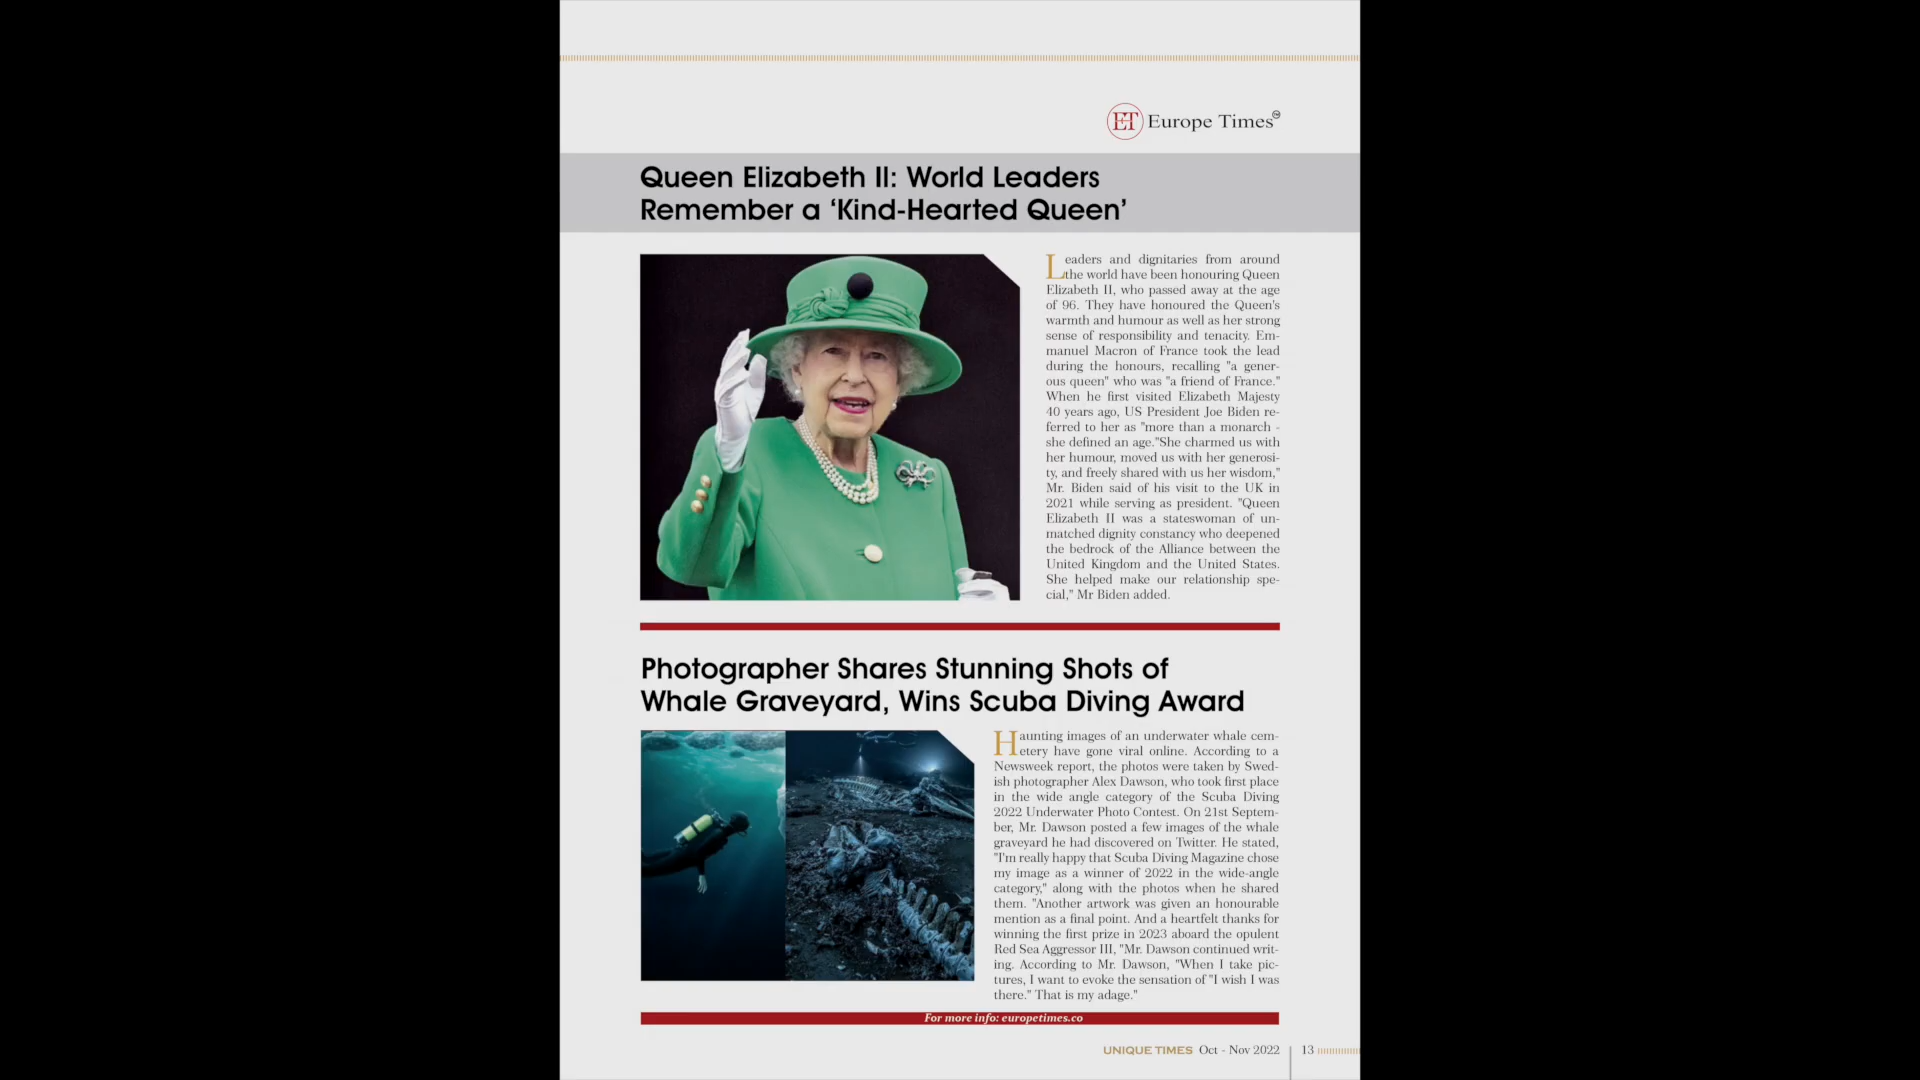 ET Europe Times
Queen Elizabeth II: World Leaders
Remember a ‘Kind-Hearted Queen’
Leaders and dignitaries from around
the world have been honouring Queen
Elizabeth II, who passed away at the age
of 96. They have honoured the Queen's
warmth and humour as well as her strong
sense of responsibility and tenacity. Em-
manuel Macron of France took the lead
during the honours, recalling "a gener-
ous queen" who was "a friend of France."
When he first visited Elizabeth Majesty
40 years ago, US President Joe Biden re-
ferred to her as "more than a monarch -
she defined an age."She charmed us with
her humour, moved us with her generosi-
ty, and freely shared with us her wisdom,"
Mr. Biden said of his visit to the UK in
2021 while serving as president. "Queen
Elizabeth II was a stateswoman of un-
matched dignity constancy who deepened
the bedrock of the Alliance between the
United Kingdom and the United States.
She helped make our relationship spe-
cial," Mr Biden added.
Photographer Shares Stunning Shots of
Whale Graveyard, Wins Scuba Diving Award
Haunting images of an underwater whale cem-
etery have gone viral online. According to a
Newsweek report, the photos were taken by Swed-
ish photographer Alex Dawson, who took first place
in the wide angle category of the Scuba Diving
2022 Underwater Photo Contest. On 21st Septem-
ber, Mr. Dawson posted a few images of the whale
graveyard he had discovered on Twitter. He stated,
"I'm really happy that Scuba Diving Magazine chose
my image as a winner of 2022 in the wide-angle
category," along with the photos when he shared
them. "Another artwork was given an honourable
mention as a final point. And a heartfelt thanks for
winning the first prize in 2023 aboard the opulent
Red Sea Aggressor III, "Mr. Dawson continued writ-
ing. According to Mr. Dawson, "When I take pic-
tures, I want to evoke the sensation of "I wish I was
there." That is my adage."
For more info: europetimes.co
UNIQUE TIMES Oct - Nov 2022 13